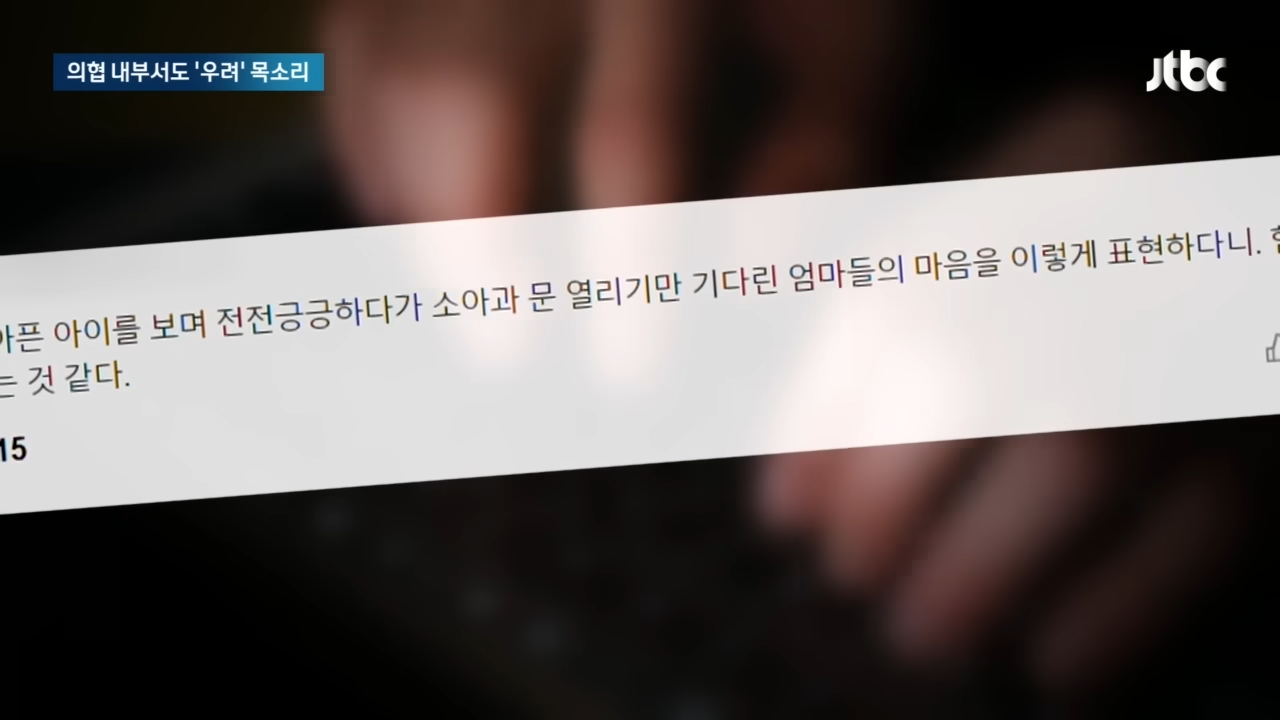 의협 내부서도 '우려' 목소리
jtbc
아픈 아이를 보며 전전긍긍하다가 소아과 문 열리기만 기다린 엄마들의 마음을 이렇게 표현하다니.
는 것 같다.
15